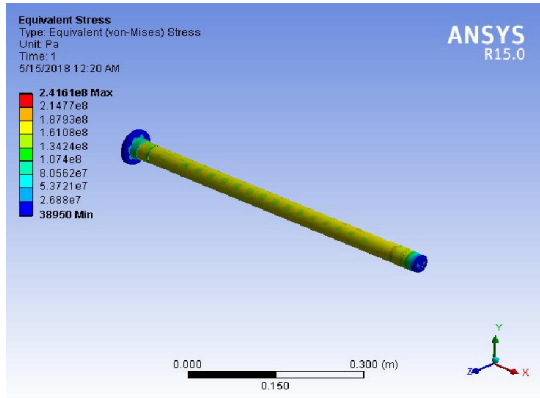 Equivalent Stress
Type: Equivalent (von-Mises) Stress
Unit: Pa
Time: 1
5/15/2018 12:20 AM
ANSYS
R15.0
2.4161e8 Max
2.1477e8
1.8793e8
1.6108e8
1.3424e8
1.074e8
8.0562e7
5.3721e7
2.688e7
38950 Min
0.000
0.300 (m)
0.150
Y
Z
X